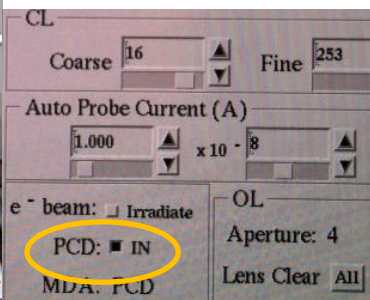 CL
Coarse 16 Fine 253
Auto Probe Current (A)
1.000 x 10 - 8
e - beam: Irradiate
OL
PCD: IN
Aperture: 4
MDA: PCD
Lens Clear All